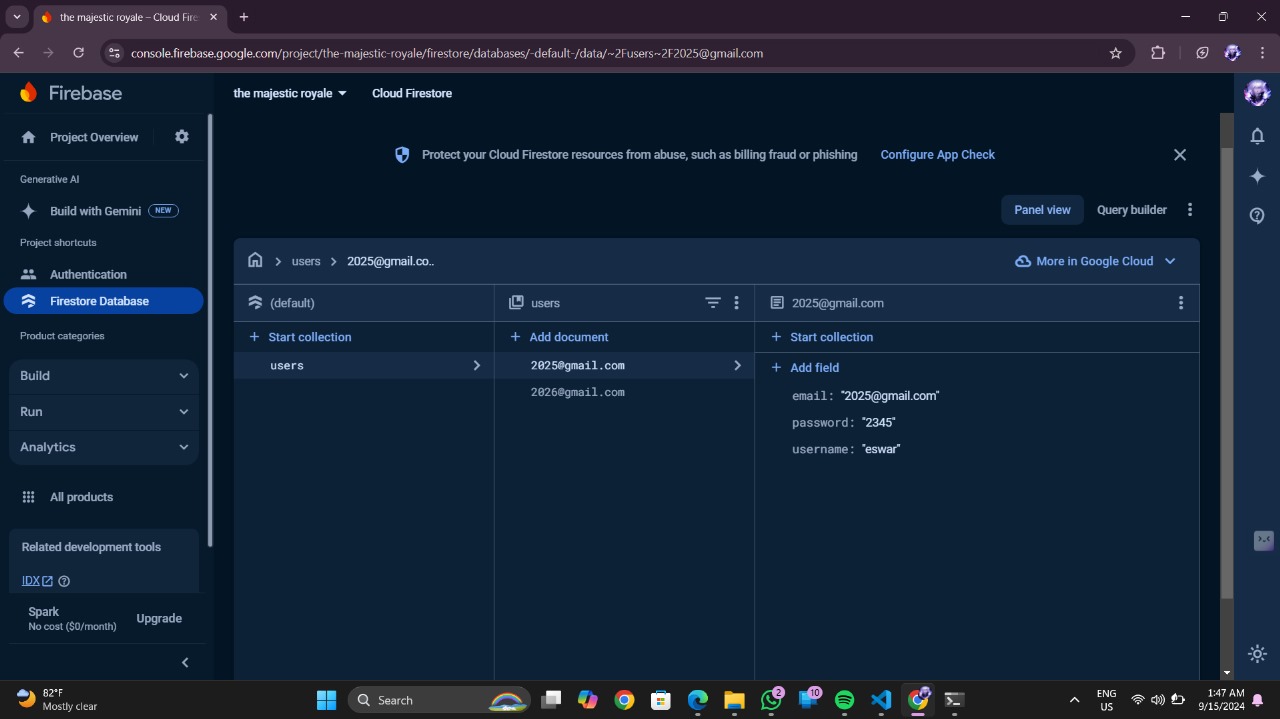 the majestic royale – Cloud Fire
console.firebase.google.com/project/the-majestic-royale/firestore/databases/-default-/data/~2Fusers~2F2025@gmail.com
Firebase
the majestic royale
Cloud Firestore
Project Overview
Protect your Cloud Firestore resources from abuse, such as billing fraud or phishing
Configure App Check
Generative AI
Build with Gemini NEW
Panel view
Query builder
Project shortcuts
Authentication
Firestore Database
Product categories
Build
Run
Analytics
All products
Related development tools
IDX
Spark
No cost ($0/month)
Upgrade
users
2025@gmail.co..
More in Google Cloud
(default)
users
2025@gmail.com
+ Start collection
+ Add document
+ Start collection
users
2025@gmail.com
2026@gmail.com
+ Add field
email: "2025@gmail.com"
password: "2345"
username: "eswar"
82°F
Mostly clear
Search
2
10
ENG
US
1:47 AM
9/15/2024